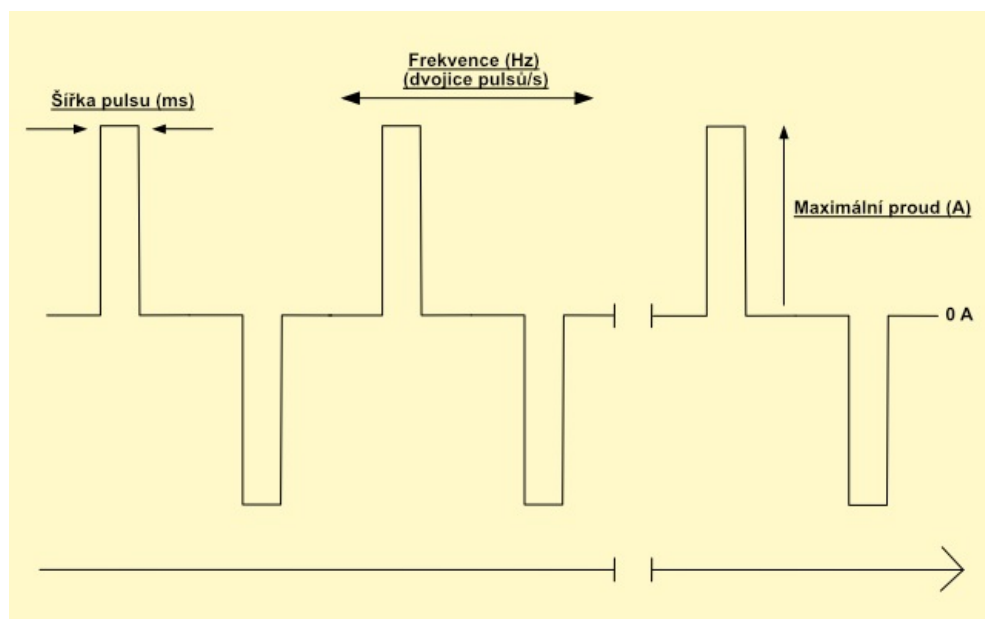 Frekvence (Hz)
(dvojice pulsů/s)
Šířka pulsu (ms)
Maximální proud (A)
0 A